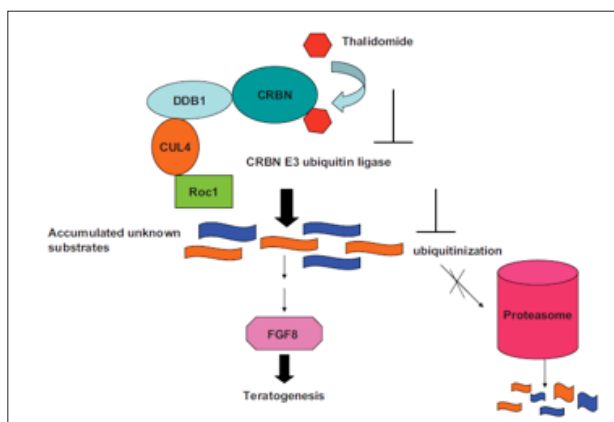 Thalidomide
DDB1
CRBN
CUL4
CRBN E3 ubiquitin ligase
Roc1
Accumulated unknown
substrates
ubiquitinization
Proteasome
FGF8
Teratogenesis